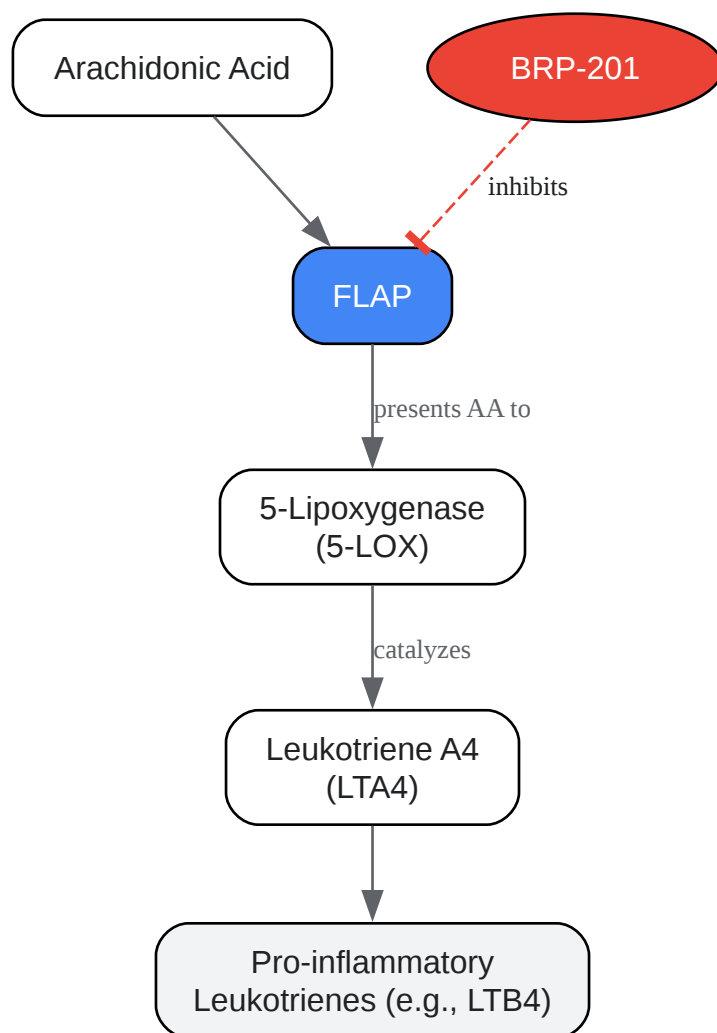 Arachidonic Acid
BRP-201
inhibits
FLAP
presents AA to
5-Lipoxygenase
(5-LOX)
catalyzes
Leukotriene A4
(LTA4)
Pro-inflammatory
Leukotrienes (e.g., LTB4)